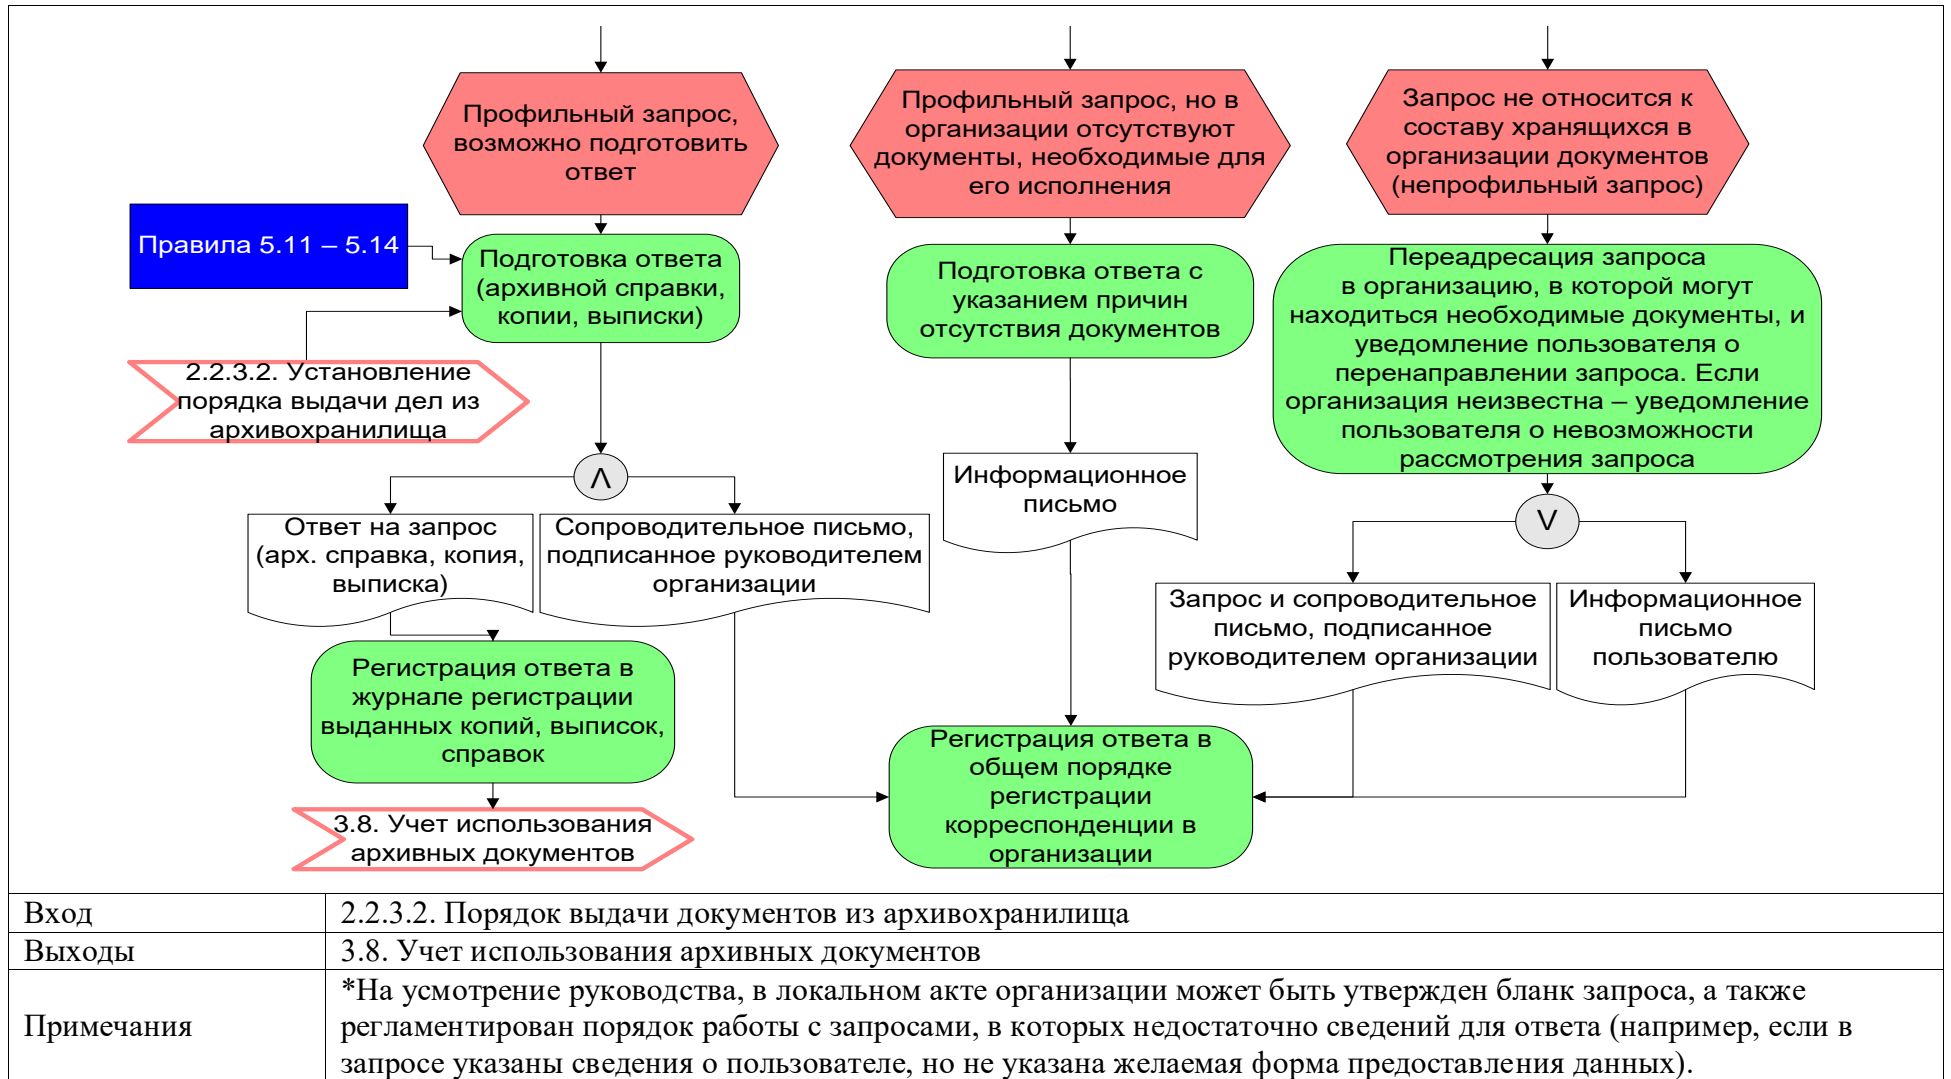 Профильный запрос,
возможно подготовить
ответ
Профильный запрос, но в
организации отсутствуют
документы, необходимые для
его исполнения
Запрос не относится к
составу хранящихся в
организации документов
(непрофильный запрос)
Правила 5.11 – 5.14
Подготовка ответа
(архивной справки,
копии, выписки)
Подготовка ответа с
указанием причин
отсутствия документов
Переадресация запроса
в организацию, в которой могут
находиться необходимые документы, и
уведомление пользователя о
перенаправлении запроса. Если
организация неизвестна – уведомление
пользователя о невозможности
рассмотрения запроса
2.2.3.2. Установление
порядка выдачи дел из
архивохранилища
Λ
Информационное
письмо
V
Ответ на запрос
(арх. справка, копия,
выписка)
Сопроводительное письмо,
подписанное руководителем
организации
Запрос и сопроводительное
письмо, подписанное
руководителем организации
Информационное
письмо
пользователю
Регистрация ответа в
журнале регистрации
выданных копий, выписок,
справок
Регистрация ответа в
общем порядке
регистрации
корреспонденции в
организации
3.8. Учет использования
архивных документов
Вход
2.2.3.2. Порядок выдачи документов из архивохранилища
Выходы
3.8. Учет использования архивных документов
Примечания
*На усмотрение руководства, в локальном акте организации может быть утвержден бланк запроса, а также
регламентирован порядок работы с запросами, в которых недостаточно сведений для ответа (например, если в
запросе указаны сведения о пользователе, но не указана желаемая форма предоставления данных).